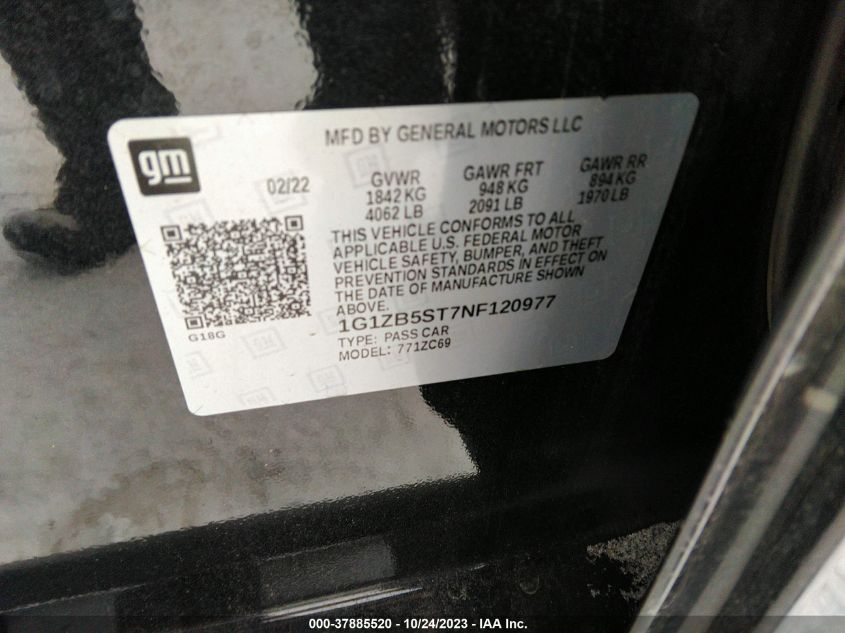 MFD BY GENERAL MOTORS LLC
gm
02/22
GVWR
1842 KG
4062 LB
GAWR FRT
948 KG
2091 LB
GAWR RR
894 KG
1970 LB
THIS VEHICLE CONFORMS TO ALL
APPLICABLE U.S. FEDERAL MOTOR
VEHICLE SAFETY, BUMPER, AND THEFT
PREVENTION STANDARDS IN EFFECT ON
THE DATE OF MANUFACTURE SHOWN
ABOVE.
1G1ZB5ST7NF120977
TYPE: PASS CAR
MODEL: 771ZC69
G18G
000-37885520 - 10/24/2023 - IAA Inc.